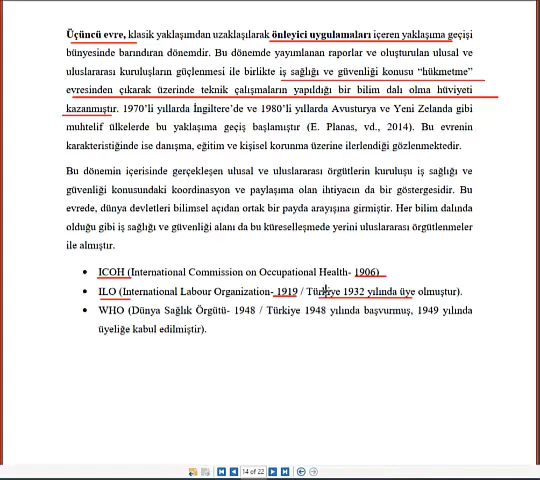 Üçüncü evre, klasik yaklaşımdan uzaklaşılarak önleyici uygulamaları içeren yaklaşıma geçişi
bünyesinde barındıran dönemdir. Bu dönemde yayımlanan raporlar ve oluşturulan ulusal ve
uluslararası kuruluşların güçlenmesi ile birlikte iş sağlığı ve güvenliği konusu “hükmetme”
evresinden çıkarak üzerinde teknik çalışmaların yapıldığı bir bilim dalı olma hüviyeti
kazanmıştır. 1970’li yıllarda İngiltere’de ve 1980’li yıllarda Avusturya ve Yeni Zelanda gibi
muhtelif ülkelerde bu yaklaşıma geçiş başlamıştır (E. Planas, vd., 2014). Bu evrenin
karakteristiğinde ise danışma, eğitim ve kişisel korunma üzerine ilerlendiği gözlenmektedir.
Bu dönemin içerisinde gerçekleşen ulusal ve uluslararası örgütlerin kuruluşu iş sağlığı ve
güvenliği konusundaki koordinasyon ve paylaşıma olan ihtiyacın da bir göstergesidir. Bu
evrede, dünya devletleri bilimsel açıdan ortak bir payda arayışına girmiştir. Her bilim dalında
olduğu gibi iş sağlığı ve güvenliği alanı da bu küreselleşmede yerini uluslararası örgütlenmeler
ile almıştır.
• ICOH (International Commission on Occupational Health- 1906)
• ILO (International Labour Organization- 1919 / Türkiye 1932 yılında üye olmuştur).
• WHO (Dünya Sağlık Örgütü- 1948 / Türkiye 1948 yılında başvurmuş, 1949 yılında
üyeliğe kabul edilmiştir).
14 of 22